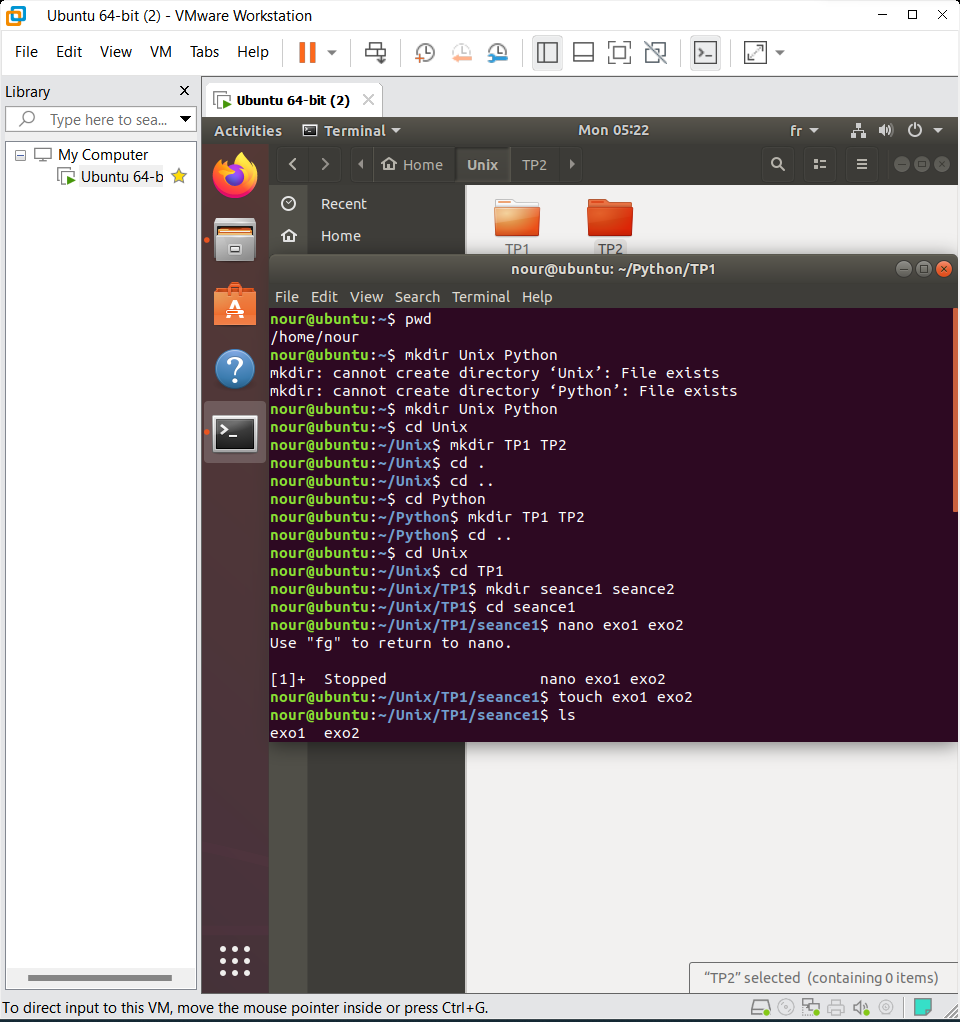 Ubuntu 64-bit (2) - VMware Workstation
File Edit View VM Tabs Help
Library
Type here to sea...
My Computer
Ubuntu 64-b
Ubuntu 64-bit (2)
Activities Terminal Mon 05:22 fr
Home Unix TP2
Recent
Home
TP1 TP2
nour@ubuntu: ~/Python/TP1
File Edit View Search Terminal Help
nour@ubuntu:~$ pwd
/home/nour
nour@ubuntu:~$ mkdir Unix Python
mkdir: cannot create directory ‘Unix’: File exists
mkdir: cannot create directory ‘Python’: File exists
nour@ubuntu:~$ mkdir Unix Python
nour@ubuntu:~$ cd Unix
nour@ubuntu:~/Unix$ mkdir TP1 TP2
nour@ubuntu:~/Unix$ cd .
nour@ubuntu:~/Unix$ cd ..
nour@ubuntu:~$ cd Python
nour@ubuntu:~/Python$ mkdir TP1 TP2
nour@ubuntu:~/Python$ cd ..
nour@ubuntu:~$ cd Unix
nour@ubuntu:~/Unix$ cd TP1
nour@ubuntu:~/Unix/TP1$ mkdir seance1 seance2
nour@ubuntu:~/Unix/TP1$ cd seance1
nour@ubuntu:~/Unix/TP1/seance1$ nano exo1 exo2
Use "fg" to return to nano.
[1]+  Stopped                 nano exo1 exo2
nour@ubuntu:~/Unix/TP1/seance1$ touch exo1 exo2
nour@ubuntu:~/Unix/TP1/seance1$ ls
exo1  exo2
“TP2” selected (containing 0 items)
To direct input to this VM, move the mouse pointer inside or press Ctrl+G.